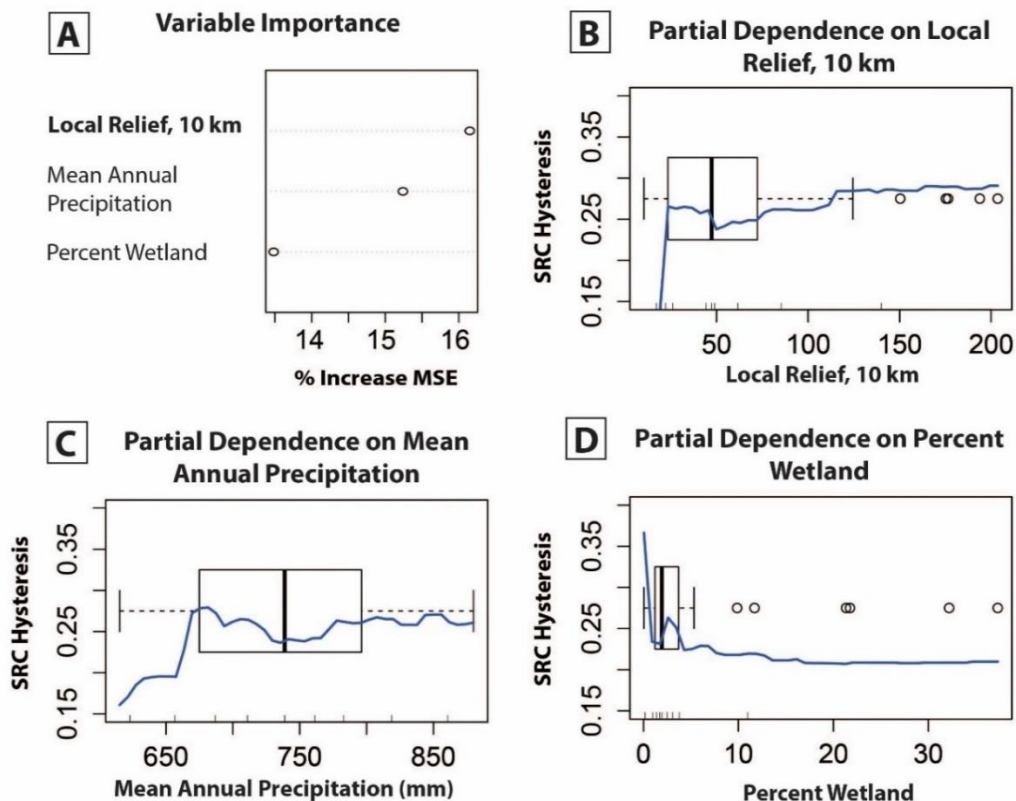 A
Variable Importance
Local Relief, 10 km
Mean Annual
Precipitation
Percent Wetland
14 15 16
% Increase MSE
B
Partial Dependence on Local
Relief, 10 km
SRC Hysteresis
0.15 0.25 0.35
50 100 150 200
Local Relief, 10 km
C
Partial Dependence on Mean
Annual Precipitation
SRC Hysteresis
0.15 0.25 0.35
650 750 850
Mean Annual Precipitation (mm)
D
Partial Dependence on Percent
Wetland
SRC Hysteresis
0.15 0.25 0.35
0 10 20 30
Percent Wetland